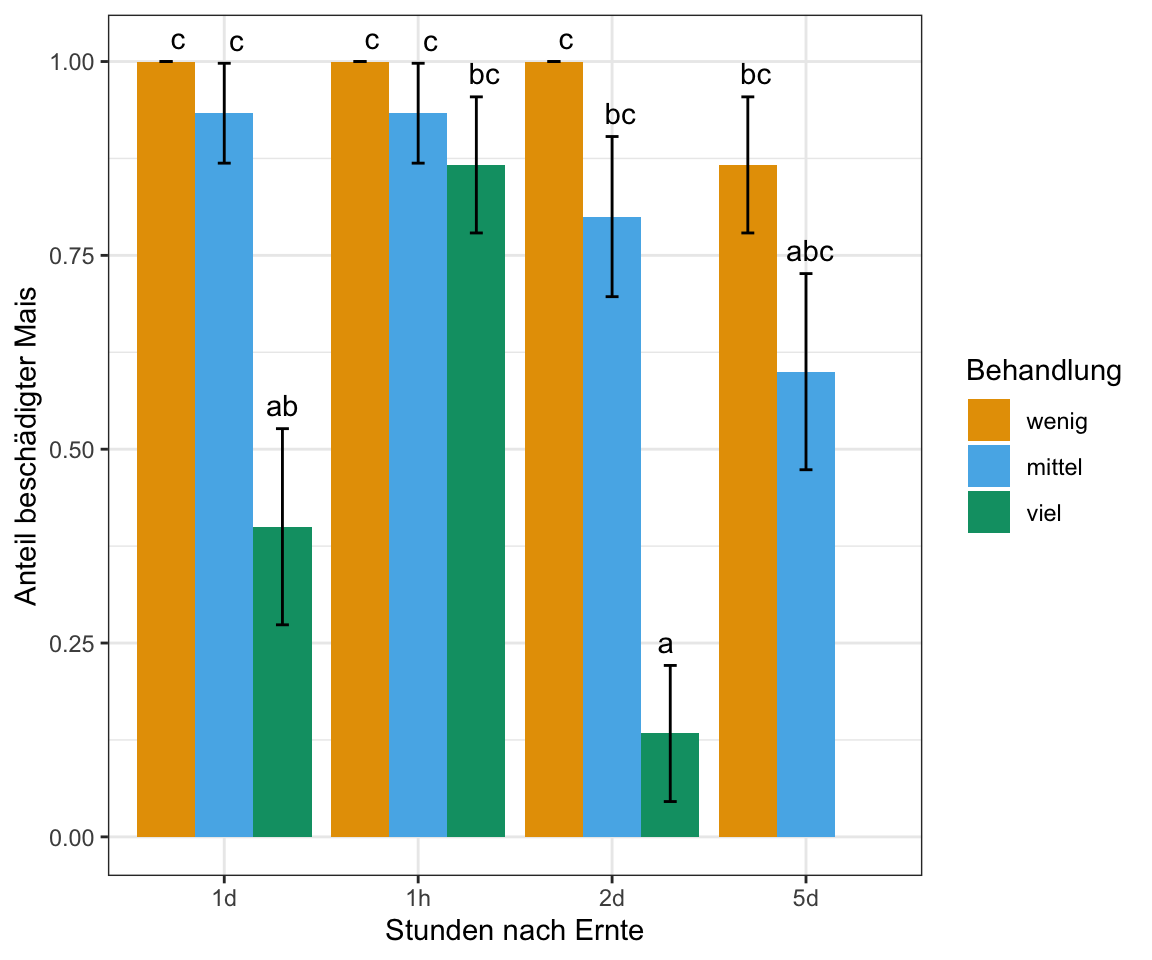 c c c c c
bc bc
bc
abc
ab
a
1.00
0.75
0.50
0.25
0.00
Anteil beschädigter Mais
1d 1h 2d 5d
Stunden nach Ernte
Behandlung
wenig
mittel
viel